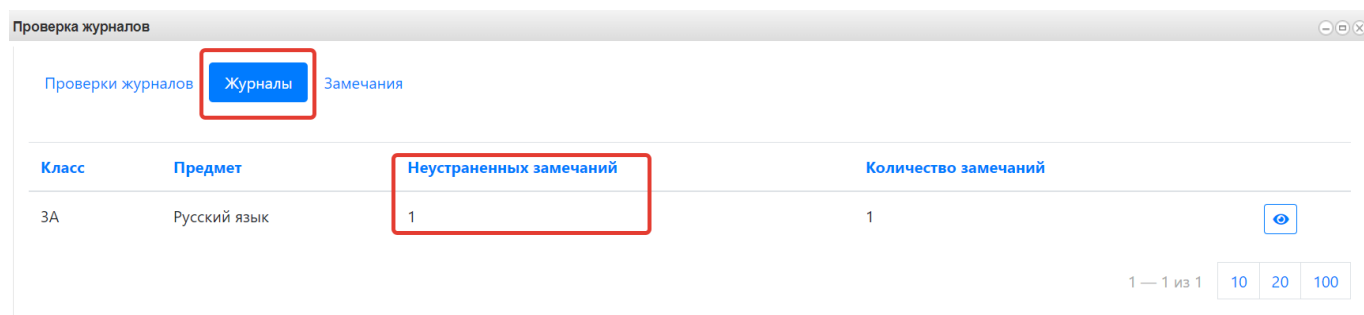 Проверка журналов
Проверки журналов Журналы Замечания
Класс Предмет Неустраненных замечаний Количество замечаний
3А Русский язык 1 1
1 — 1 из 1 10 20 100